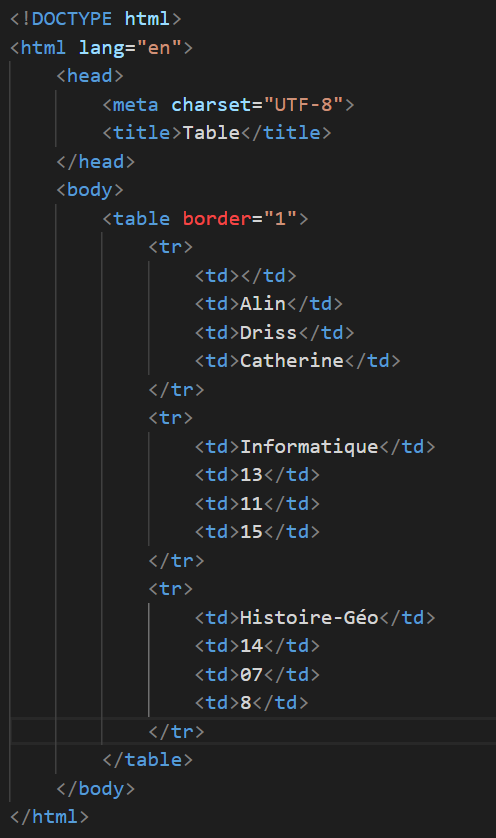 <!DOCTYPE html>
<html lang="en">
<head>
<meta charset="UTF-8">
<title>Table</title>
</head>
<body>
<table border="1">
<tr>
<td></td>
<td>Alin</td>
<td>Driss</td>
<td>Catherine</td>
</tr>
<tr>
<td>Informatique</td>
<td>13</td>
<td>11</td>
<td>15</td>
</tr>
<tr>
<td>Histoire-Géo</td>
<td>14</td>
<td>07</td>
<td>8</td>
</tr>
</table>
</body>
</html>